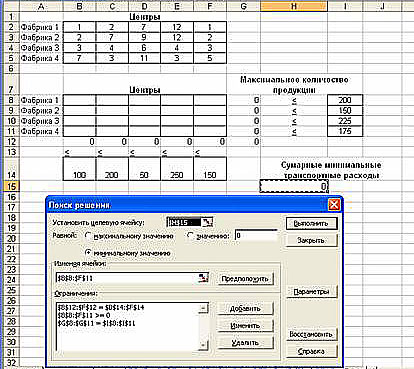 A B C D E F G H I J
1 Центры
2 Фабрика 1 1 2 7 12 1
3 Фабрика 2 2 7 9 12 2
4 Фабрика 3 3 4 6 4 3
5 Фабрика 4 7 3 11 3 5
6
7 Центры Максимальное количество продукции
8 Фабрика 1 0 ≤ 200
9 Фабрика 2 0 ≤ 150
10 Фабрика 3 0 ≤ 225
11 Фабрика 4 0 ≤ 175
12 0 0 0 0 0
13 ≤ ≤ ≤ ≤ ≤
14 100 200 50 250 150 Сумарные минимальные транспортные расходы
15 0
16
17
18
19
20
21
22
23
24
25
26
27
28
29
30
31
32
Поиск решения
Установить целевую ячейку: $H$15 Выполнить
Равной: максимальному значению значению: 0 Закрыть
минимальному значению
Изменяя ячейки:
$B$8:$F$11 Предположить
Ограничения: Параметры
$B$12:$F$12 = $B$14:$F$14 Добавить
$B$8:$F$11 >= 0
$G$8:$G$11 = $I$8:$I$11 Изменить
Удалить Восстановить
Справка